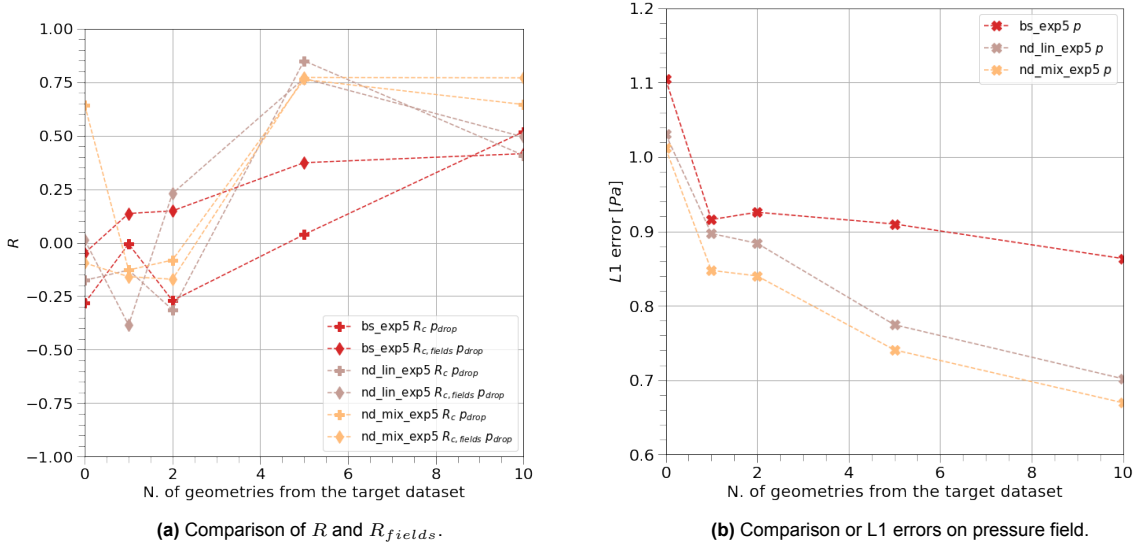 1.00
0.75
0.50
0.25
0.00
−0.25
−0.50
−0.75
−1.00
R
0 2 4 6 8 10
N. of geometries from the target dataset
bs_exp5 R_c p_drop
bs_exp5 R_c,fields p_drop
nd_lin_exp5 R_c p_drop
nd_lin_exp5 R_c,fields p_drop
nd_mix_exp5 R_c p_drop
nd_mix_exp5 R_c,fields p_drop
(a) Comparison of R and R_fields.
1.2
1.1
1.0
0.9
0.8
0.7
0.6
L1 error [Pa]
0 2 4 6 8 10
N. of geometries from the target dataset
bs_exp5 p
nd_lin_exp5 p
nd_mix_exp5 p
(b) Comparison or L1 errors on pressure field.